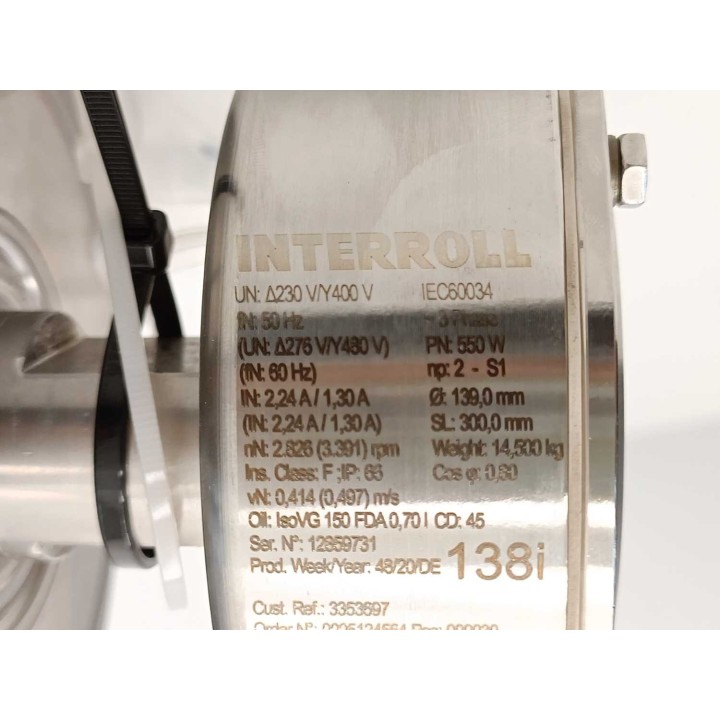 INTERROLL
UN: Δ230 V/Y400 V IEC60034
fN: 50 Hz ~ 3 Phase
(UN: Δ276 V/Y480 V) PN: 550 W
(fN: 60 Hz) np: 2 - S1
IN: 2,24 A / 1,30 A Ø: 139,0 mm
(IN: 2,24 A / 1,30 A) SL: 300,0 mm
nN: 2.826 (3.391) rpm Weight: 14,500 kg
Ins. Class: F ; IP: 66 Cos φ: 0,80
vN: 0,414 (0,497) m/s
Oil: IsoVG 150 FDA 0,70 l CD: 45
Ser. N°: 12859731
Prod. Week/Year: 48/20/DE 138i
Cust. Ref.: 3353697
Order N°: